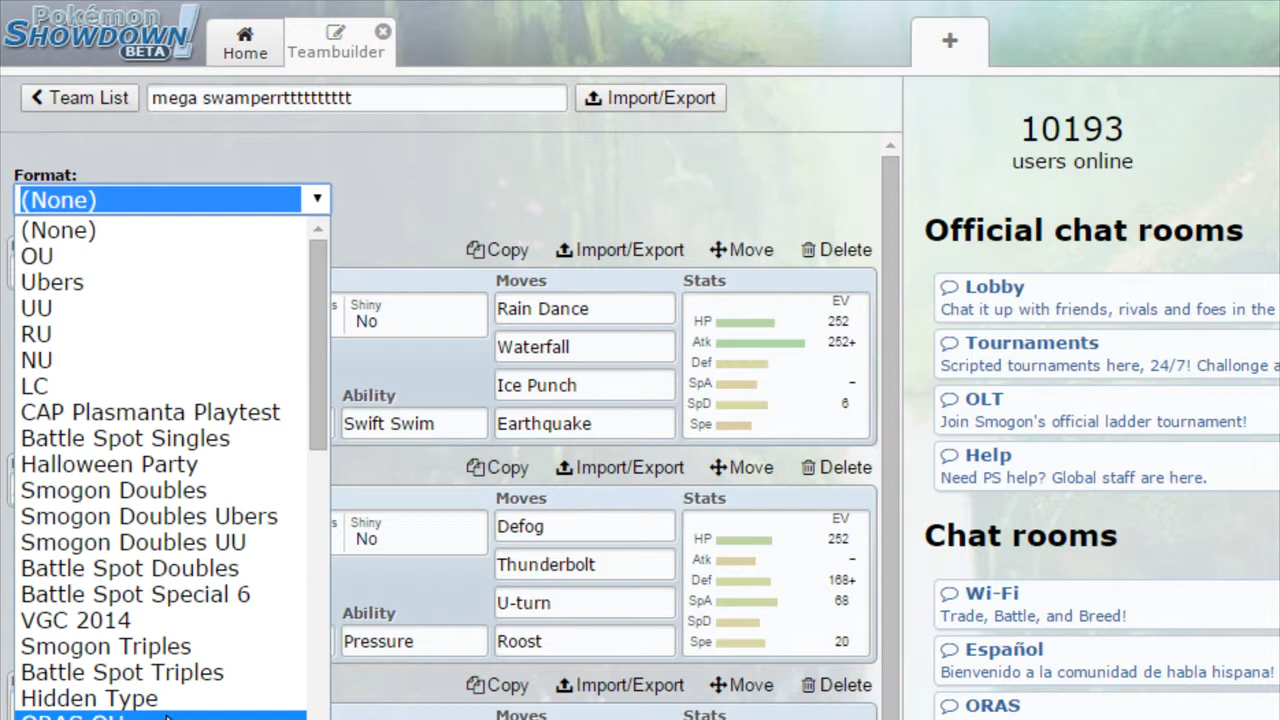 Pokémon
SHOWDOWN!
BETA
Home
Teambuilder
+
Team List
mega swamperrtttttttttt
Import/Export
Format:
(None)
(None)
OU
Ubers
UU
RU
NU
LC
CAP Plasmanta Playtest
Battle Spot Singles
Halloween Party
Smogon Doubles
Smogon Doubles Ubers
Smogon Doubles UU
Battle Spot Doubles
Battle Spot Special 6
VGC 2014
Smogon Triples
Battle Spot Triples
Hidden Type
ORAS OU
Copy Import/Export Move Delete
Shiny
No
Ability
Swift Swim
Moves
Rain Dance
Waterfall
Ice Punch
Earthquake
Stats
EV
HP 252
Atk 252+
Def
SpA –
SpD 6
Spe
Copy Import/Export Move Delete
Shiny
No
Ability
Pressure
Moves
Defog
Thunderbolt
U-turn
Roost
Stats
EV
HP 252
Atk –
Def 168+
SpA 68
SpD
Spe 20
Copy Import/Export Move Delete
Moves
Stats
10193
users online
Official chat rooms
Lobby
Chat it up with friends, rivals and foes in the
Tournaments
Scripted tournaments here, 24/7! Challenge a
OLT
Join Smogon's official ladder tournament!
Help
Need PS help? Global staff are here.
Chat rooms
Wi-Fi
Trade, Battle, and Breed!
Español
Bienvenido a la comunidad de habla hispana!
ORAS